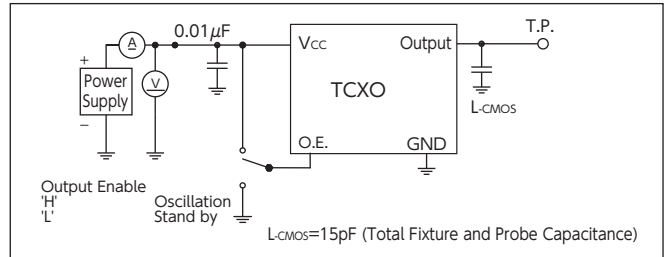 0.01μF
T.P.
A
Vcc
Output
+
Power
Supply
V
TCXO
L-CMOS
−
O.E.
GND
Output Enable
'H' Oscillation
'L' Stand by
L-CMOS=15pF (Total Fixture and Probe Capacitance)